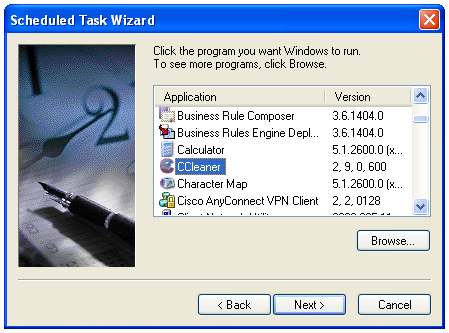 Scheduled Task Wizard
Click the program you want Windows to run.
To see more programs, click Browse.
Application Version
Business Rule Composer 3.6.1404.0
Business Rules Engine Depl... 3.6.1404.0
Calculator 5.1.2600.0 (x...
CCleaner 2, 9, 0, 600
Character Map 5.1.2600.0 (x...
Cisco AnyConnect VPN Client 2, 2, 0128
Browse...
< Back Next > Cancel